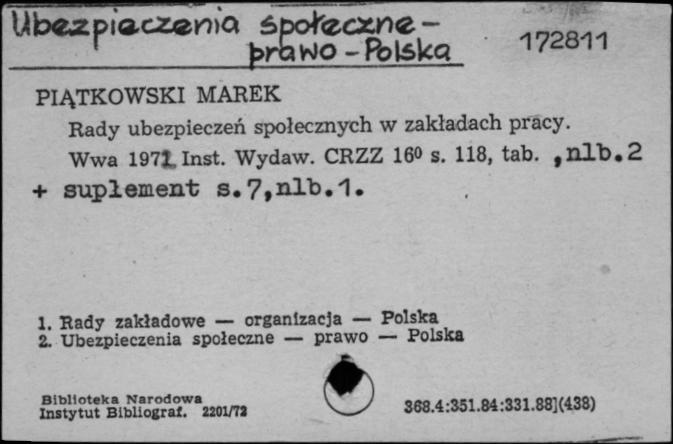 Ubezpieczenia społeczne -
prawo - Polska
172811
PIĄTKOWSKI MAREK
Rady ubezpieczeń społecznych w zakładach pracy.
Wwa 1971 Inst. Wydaw. CRZZ 16⁰ s. 118, tab. ,nlb.2
+ suplement s.7,nlb.1.
1. Rady zakładowe — organizacja — Polska
2. Ubezpieczenia społeczne — prawo — Polska
Biblioteka Narodowa
Instytut Bibliograf. 2201/72
368.4:351.84:331.88](438)